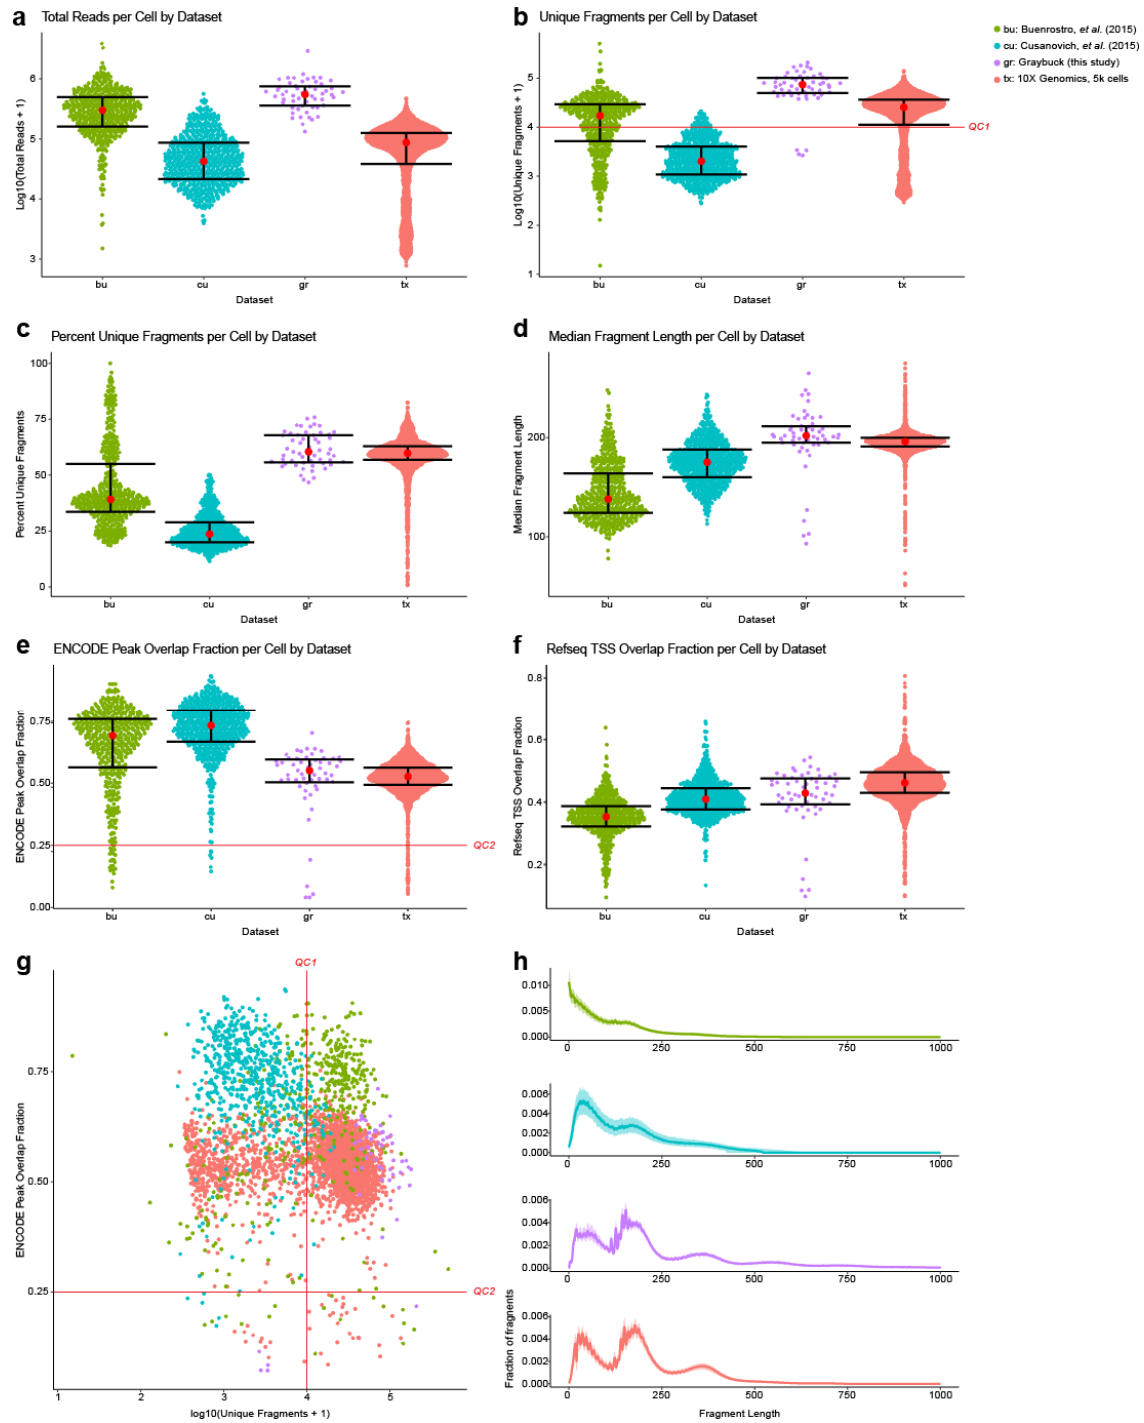 a Total Reads per Cell by Dataset
Log10(Total Reads + 1)
6
5
4
3
bu cu gr tx
Dataset
b Unique Fragments per Cell by Dataset
Log10(Unique Fragments + 1)
5
4
3
2
1
QC1
bu cu gr tx
Dataset
bu: Buenrostro, et al. (2015)
cu: Cusanovich, et al. (2015)
gr: Graybuck (this study)
tx: 10X Genomics, 5k cells
c Percent Unique Fragments per Cell by Dataset
Percent Unique Fragments
100
75
50
25
0
bu cu gr tx
Dataset
d Median Fragment Length per Cell by Dataset
Median Fragment Length
200
100
bu cu gr tx
Dataset
e ENCODE Peak Overlap Fraction per Cell by Dataset
ENCODE Peak Overlap Fraction
0.75
0.50
0.25
0.00
QC2
bu cu gr tx
Dataset
f Refseq TSS Overlap Fraction per Cell by Dataset
Refseq TSS Overlap Fraction
0.8
0.6
0.4
0.2
bu cu gr tx
Dataset
g
QC1
ENCODE Peak Overlap Fraction
0.75
0.50
0.25
QC2
1 2 3 4 5
log10(Unique Fragments + 1)
h
0.010
0.005
0.000
0 250 500 750 1000
0.006
0.004
0.002
0.000
0 250 500 750 1000
0.006
0.004
0.002
0.000
0 250 500 750 1000
Fraction of fragments
0.006
0.004
0.002
0.000
0 250 500 750 1000
Fragment Length